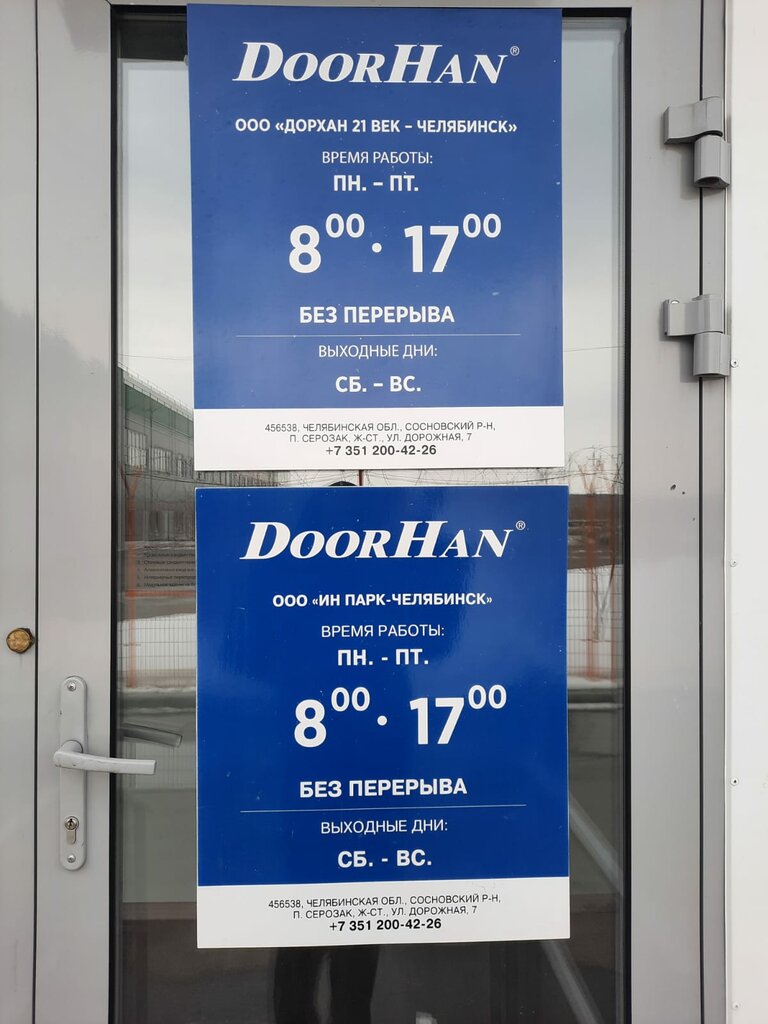 DOORHAN®
ООО «ДОРХАН 21 ВЕК – ЧЕЛЯБИНСК»
ВРЕМЯ РАБОТЫ:
ПН. – ПТ.
8⁰⁰ · 17⁰⁰
БЕЗ ПЕРЕРЫВА
ВЫХОДНЫЕ ДНИ:
СБ. – ВС.
456538, ЧЕЛЯБИНСКАЯ ОБЛ., СОСНОВСКИЙ Р-Н,
П. СЕРОЗАК, Ж-СТ., УЛ. ДОРОЖНАЯ, 7
+7 351 200-42-26
DOORHAN®
ООО «ИН ПАРК-ЧЕЛЯБИНСК»
ВРЕМЯ РАБОТЫ:
ПН. - ПТ.
8⁰⁰ · 17⁰⁰
БЕЗ ПЕРЕРЫВА
ВЫХОДНЫЕ ДНИ:
СБ. - ВС.
456538, ЧЕЛЯБИНСКАЯ ОБЛ., СОСНОВСКИЙ Р-Н,
П. СЕРОЗАК, Ж-СТ., УЛ. ДОРОЖНАЯ, 7
+7 351 200-42-26